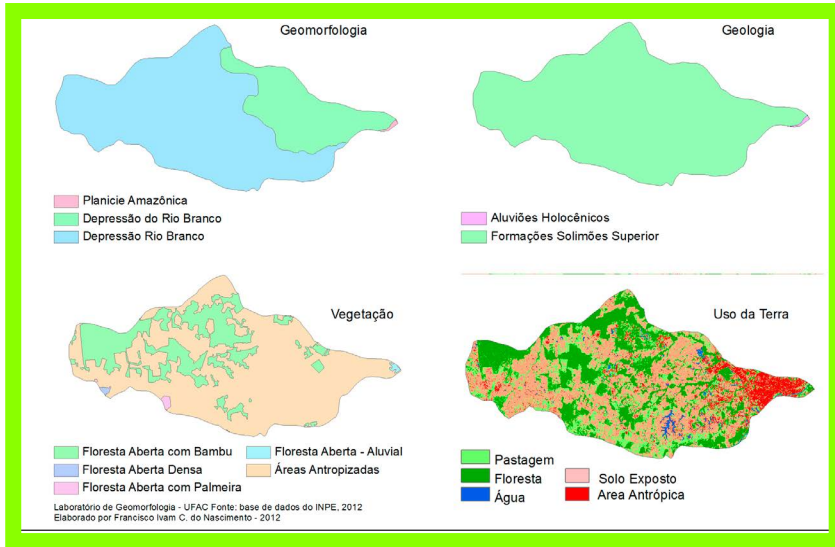 Geomorfologia
Planicie Amazônica
Depressão do Rio Branco
Depressão Rio Branco
Geologia
Aluviões Holocênicos
Formações Solimões Superior
Vegetação
Floresta Aberta com Bambu
Floresta Aberta Densa
Floresta Aberta com Palmeira
Floresta Aberta - Aluvial
Áreas Antropizadas
Uso da Terra
Pastagem
Floresta
Água
Solo Exposto
Area Antrópica
Laboratório de Geomorfologia - UFAC Fonte: base de dados do INPE, 2012
Elaborado por Francisco Ivam C. do Nascimento - 2012